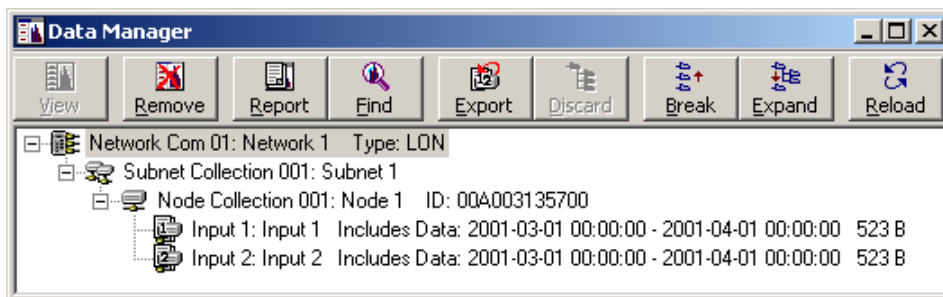 Data Manager
View Remove Report Find Export Discard Break Expand Reload
Network Com 01: Network 1 Type: LON
Subnet Collection 001: Subnet 1
Node Collection 001: Node 1 ID: 00A003135700
Input 1: Input 1 Includes Data: 2001-03-01 00:00:00 - 2001-04-01 00:00:00 523 B
Input 2: Input 2 Includes Data: 2001-03-01 00:00:00 - 2001-04-01 00:00:00 523 B